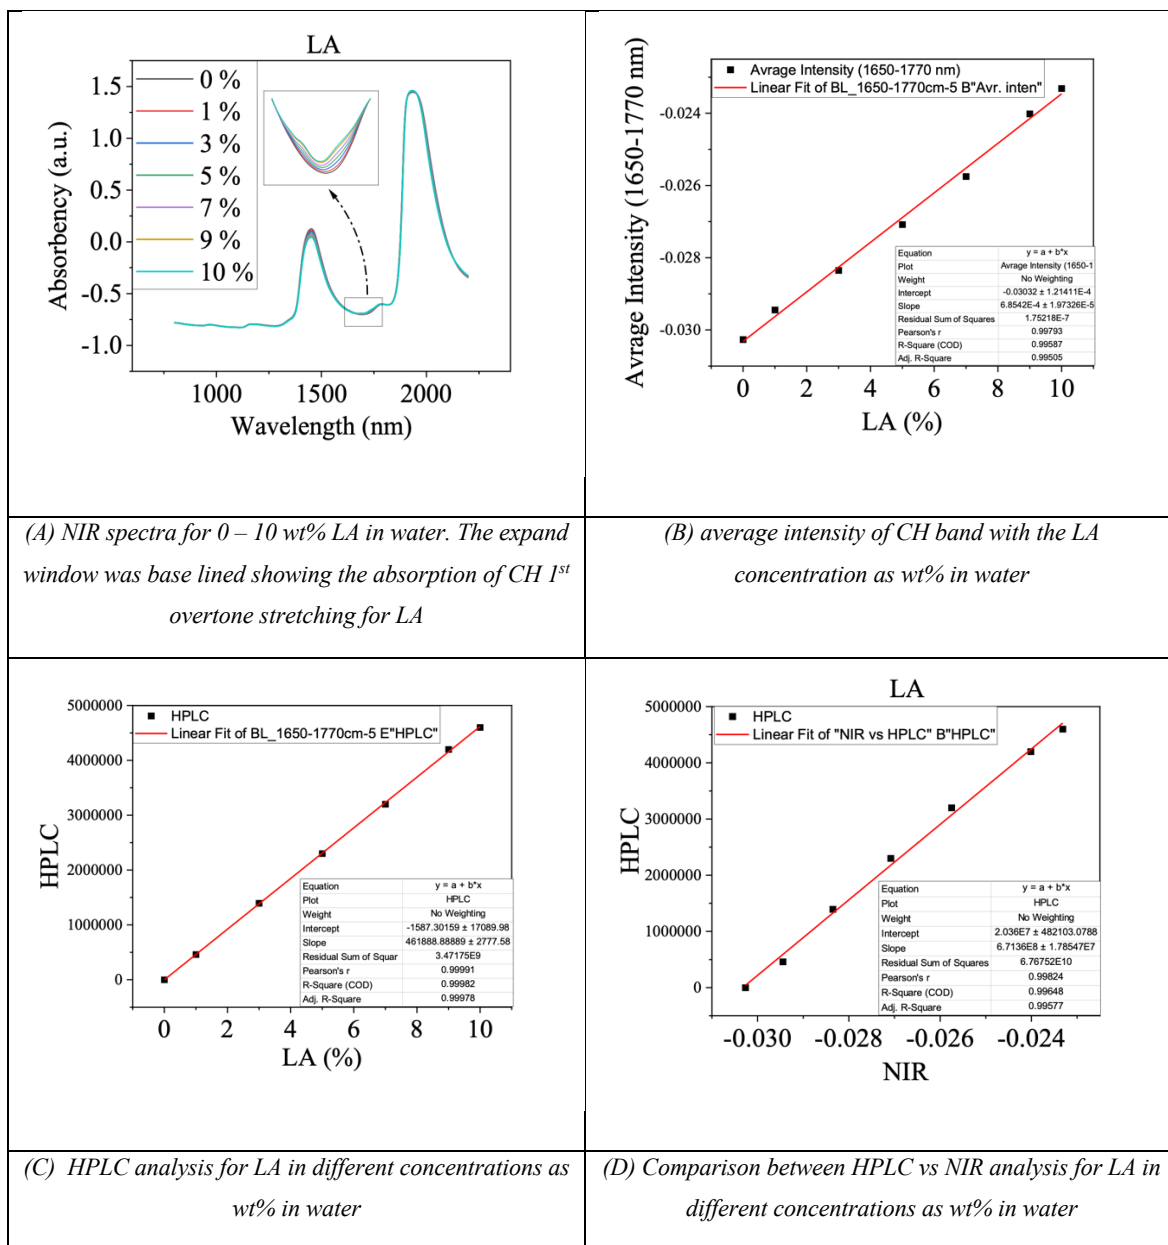 LA
0 %
1 %
3 %
5 %
7 %
9 %
10 %
1.5
1.0
0.5
0.0
-0.5
-1.0
Absorbency (a.u.)
1000 1500 2000
Wavelength (nm)
Avrage Intensity (1650-1770 nm)
Linear Fit of BL_1650-1770cm-5 B"Avr. inten"
-0.024
-0.026
-0.028
-0.030
Avrage Intensity (1650-1770 nm)
Equation y = a + b*x
Plot Avrage Intensity (1650-1
Weight No Weighting
Intercept -0.03032 ± 1.21411E-4
Slope 6.8542E-4 ± 1.97326E-5
Residual Sum of Squares 1.75218E-7
Pearson's r 0.99793
R-Square (COD) 0.99587
Adj. R-Square 0.99505
0 2 4 6 8 10
LA (%)
(A) NIR spectra for 0 – 10 wt% LA in water. The expand
window was base lined showing the absorption of CH 1st
overtone stretching for LA
(B) average intensity of CH band with the LA
concentration as wt% in water
HPLC
Linear Fit of BL_1650-1770cm-5 E"HPLC"
5000000
4000000
3000000
2000000
1000000
0
HPLC
Equation y = a + b*x
Plot HPLC
Weight No Weighting
Intercept -1587.30159 ± 17089.98
Slope 461888.88889 ± 2777.58
Residual Sum of Squar 3.47175E9
Pearson's r 0.99991
R-Square (COD) 0.99982
Adj. R-Square 0.99978
0 2 4 6 8 10
LA (%)
LA
HPLC
Linear Fit of "NIR vs HPLC" B"HPLC"
5000000
4000000
3000000
2000000
1000000
0
HPLC
Equation y = a + b*x
Plot HPLC
Weight No Weighting
Intercept 2.036E7 ± 482103.0788
Slope 6.7136E8 ± 1.78547E7
Residual Sum of Squares 6.76752E10
Pearson's r 0.99824
R-Square (COD) 0.99648
Adj. R-Square 0.99577
-0.030 -0.028 -0.026 -0.024
NIR
(C) HPLC analysis for LA in different concentrations as
wt% in water
(D) Comparison between HPLC vs NIR analysis for LA in
different concentrations as wt% in water